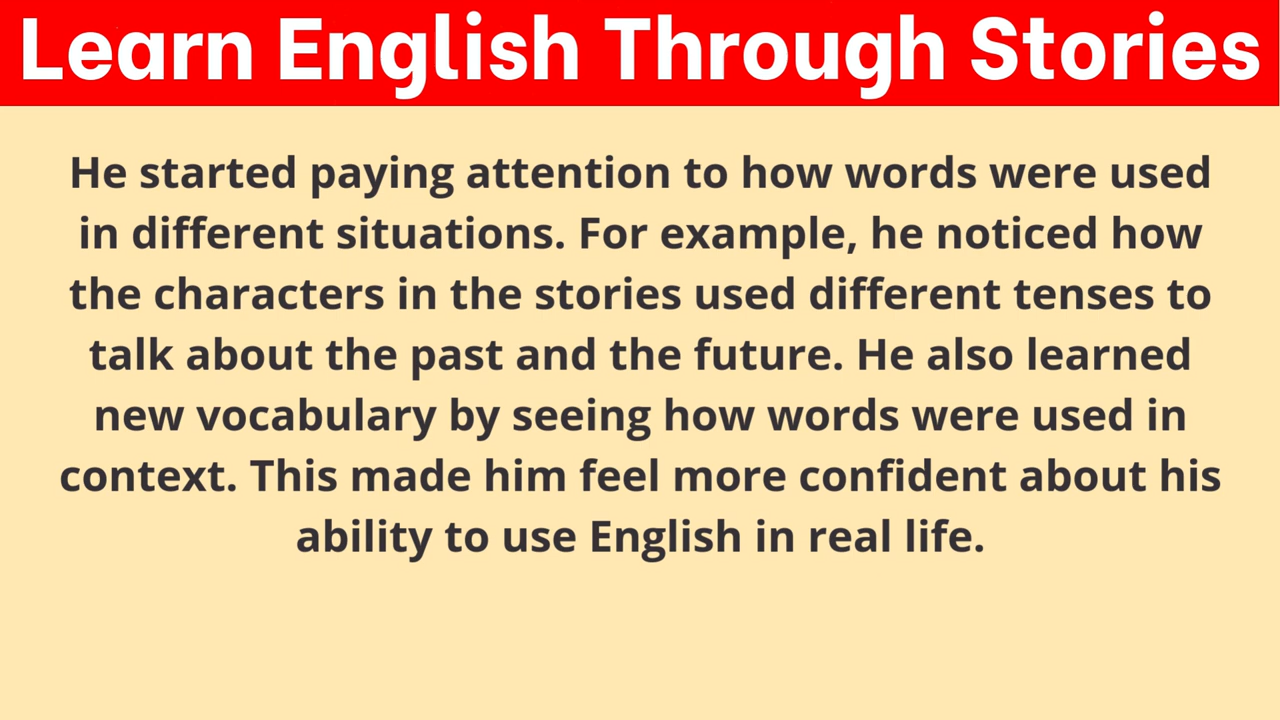 Learn English Through Stories
He started paying attention to how words were used
in different situations. For example, he noticed how
the characters in the stories used different tenses to
talk about the past and the future. He also learned
new vocabulary by seeing how words were used in
context. This made him feel more confident about his
ability to use English in real life.